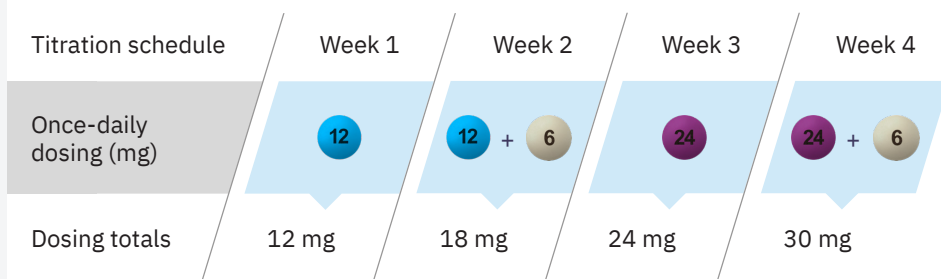 Titration schedule Week 1 Week 2 Week 3 Week 4
Once-daily
dosing (mg)
12 12 + 6 24 24 + 6
Dosing totals 12 mg 18 mg 24 mg 30 mg